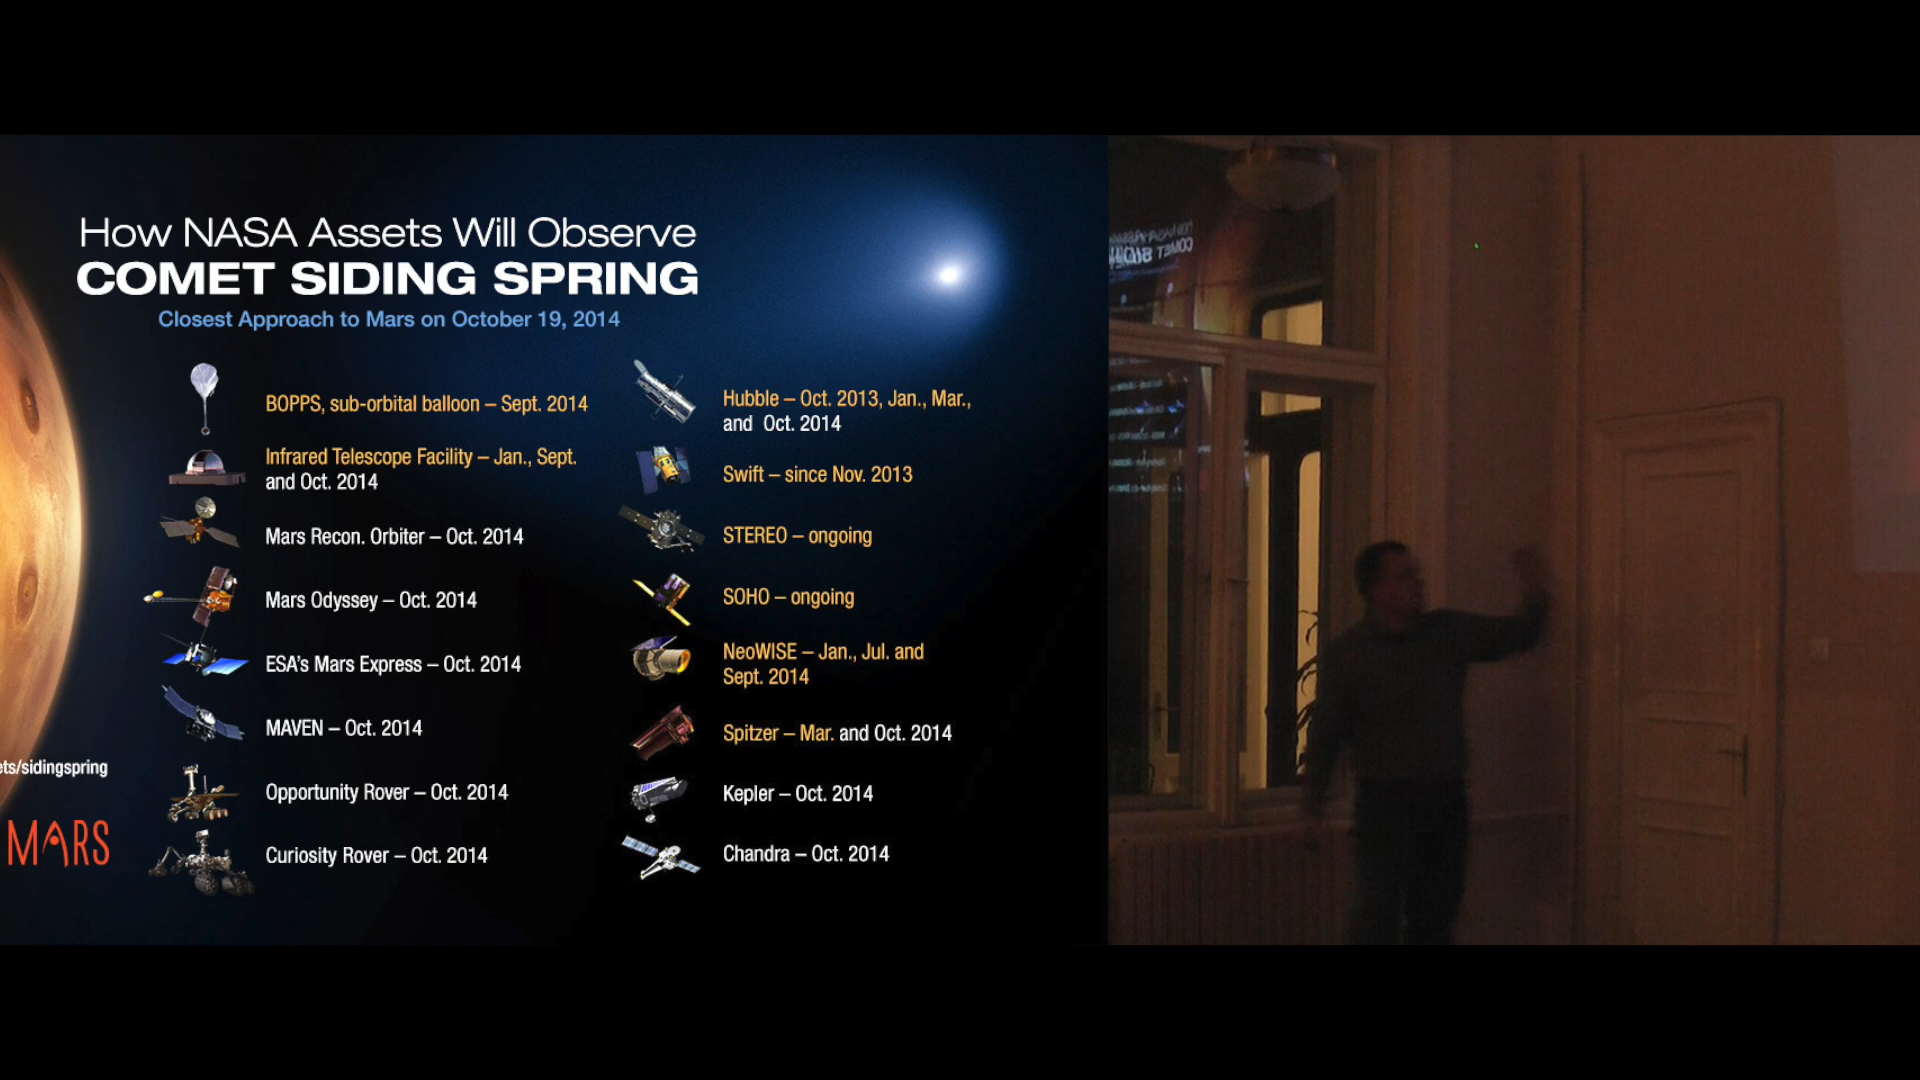 How NASA Assets Will Observe
COMET SIDING SPRING
Closest Approach to Mars on October 19, 2014
BOPPS, sub-orbital balloon – Sept. 2014
Infrared Telescope Facility – Jan., Sept.
and Oct. 2014
Mars Recon. Orbiter – Oct. 2014
Mars Odyssey – Oct. 2014
ESA's Mars Express – Oct. 2014
MAVEN – Oct. 2014
Opportunity Rover – Oct. 2014
Curiosity Rover – Oct. 2014
Hubble – Oct. 2013, Jan., Mar.,
and Oct. 2014
Swift – since Nov. 2013
STEREO – ongoing
SOHO – ongoing
NeoWISE – Jan., Jul. and
Sept. 2014
Spitzer – Mar. and Oct. 2014
Kepler – Oct. 2014
Chandra – Oct. 2014
ets/sidingspring
MARS
COMET